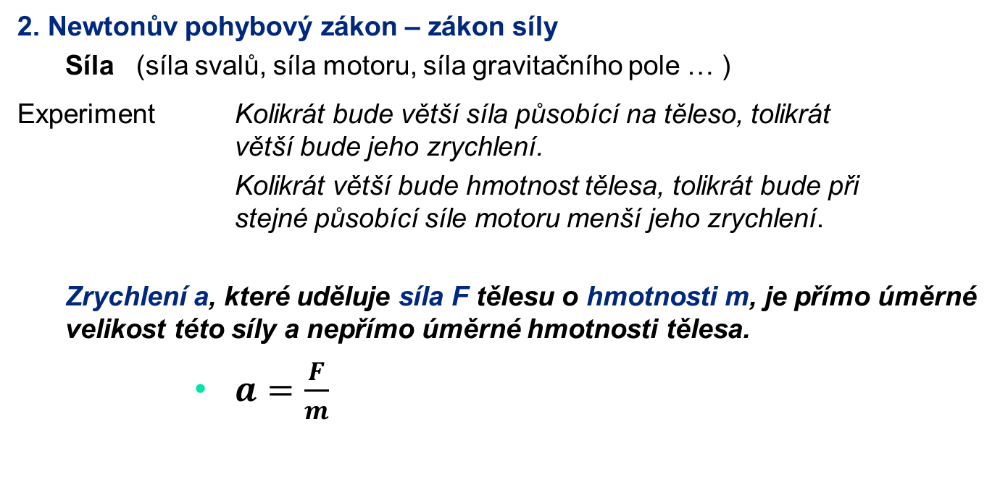 2. Newtonův pohybový zákon – zákon síly
Síla (síla svalů, síla motoru, síla gravitačního pole … )
Experiment Kolikrát bude větší síla působící na těleso, tolikrát
větší bude jeho zrychlení.
Kolikrát větší bude hmotnost tělesa, tolikrát bude při
stejné působící síle motoru menší jeho zrychlení.
Zrychlení a, které uděluje síla F tělesu o hmotnosti m, je přímo úměrné
velikost této síly a nepřímo úměrné hmotnosti tělesa.
• a = F/m